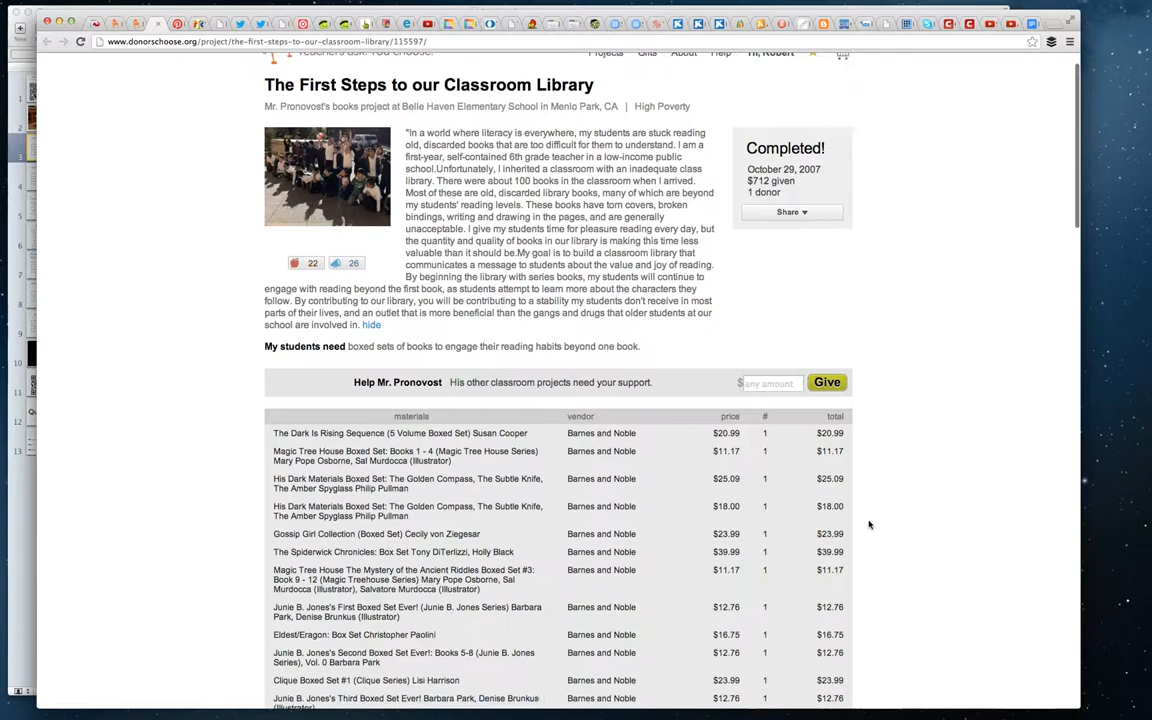 New
www.donorschoose.org/project/the-first-steps-to-our-classroom-library/115597/
Teachers ask. You choose.
Projects Gifts About Help Hi, Robert
The First Steps to our Classroom Library
Mr. Pronovost's books project at Belle Haven Elementary School in Menlo Park, CA | High Poverty
"In a world where literacy is everywhere, my students are stuck reading
old, discarded books that are too difficult for them to understand. I am a
first-year, self-contained 6th grade teacher in a low-income public
school.Unfortunately, I inherited a classroom with an inadequate class
library. There were about 100 books in the classroom when I arrived.
Most of these are old, discarded library books, many of which are beyond
my students' reading levels. These books have torn covers, broken
bindings, writing and drawing in the pages, and are generally
unacceptable. I give my students time for pleasure reading every day, but
the quantity and quality of books in our library is making this time less
valuable than it should be.My goal is to build a classroom library that
communicates a message to students about the value and joy of reading.
By beginning the library with series books, my students will continue to
engage with reading beyond the first book, as students attempt to learn more about the characters they
follow. By contributing to our library, you will be contributing to a stability my students don't receive in most
parts of their lives, and an outlet that is more beneficial than the gangs and drugs that older students at our
school are involved in. hide
22 26
Completed!
October 29, 2007
$712 given
1 donor
Share
My students need boxed sets of books to engage their reading habits beyond one book.
Help Mr. Pronovost His other classroom projects need your support. $ any amount Give
materials vendor price # total
The Dark Is Rising Sequence (5 Volume Boxed Set) Susan Cooper Barnes and Noble $20.99 1 $20.99
Magic Tree House Boxed Set: Books 1 - 4 (Magic Tree House Series) Barnes and Noble $11.17 1 $11.17
Mary Pope Osborne, Sal Murdocca (Illustrator)
His Dark Materials Boxed Set: The Golden Compass, The Subtle Knife, Barnes and Noble $25.09 1 $25.09
The Amber Spyglass Philip Pullman
His Dark Materials Boxed Set: The Golden Compass, The Subtle Knife, Barnes and Noble $18.00 1 $18.00
The Amber Spyglass Philip Pullman
Gossip Girl Collection (Boxed Set) Cecily von Ziegesar Barnes and Noble $23.99 1 $23.99
The Spiderwick Chronicles: Box Set Tony DiTerlizzi, Holly Black Barnes and Noble $39.99 1 $39.99
Magic Tree House The Mystery of the Ancient Riddles Boxed Set #3: Barnes and Noble $11.17 1 $11.17
Book 9 - 12 (Magic Treehouse Series) Mary Pope Osborne, Sal
Murdocca (Illustrator), Salvatore Murdocca (Illustrator)
Junie B. Jones's First Boxed Set Ever! (Junie B. Jones Series) Barbara Barnes and Noble $12.76 1 $12.76
Park, Denise Brunkus (Illustrator)
Eldest/Eragon: Box Set Christopher Paolini Barnes and Noble $16.75 1 $16.75
Junie B. Jones's Second Boxed Set Ever!: Books 5-8 (Junie B. Jones Barnes and Noble $12.76 1 $12.76
Series), Vol. 0 Barbara Park
Clique Boxed Set #1 (Clique Series) Lisi Harrison Barnes and Noble $23.99 1 $23.99
Junie B. Jones's Third Boxed Set Ever! Barbara Park, Denise Brunkus Barnes and Noble $12.76 1 $12.76
(Illustrator)
1
2
3
4
5
6
7
8
9
10
11
12
13